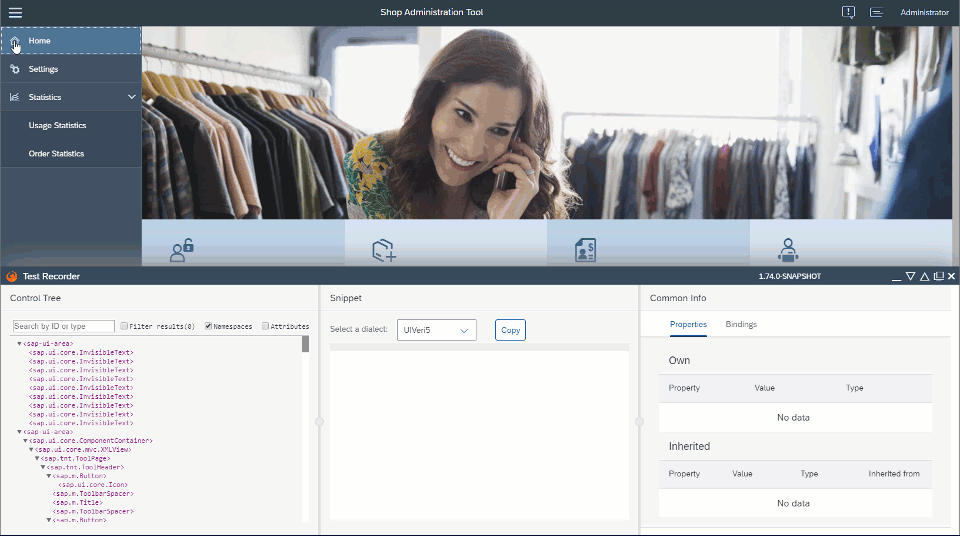 Shop Administration Tool
Administrator
Home
Settings
Statistics
Usage Statistics
Order Statistics
Test Recorder
1.74.0-SNAPSHOT
Control Tree
Search by ID or type
Filter results(0)
Namespaces
Attributes
<sap-ui-area>
<sap.ui.core.InvisibleText>
<sap.ui.core.InvisibleText>
<sap.ui.core.InvisibleText>
<sap.ui.core.InvisibleText>
<sap.ui.core.InvisibleText>
<sap.ui.core.InvisibleText>
<sap.ui.core.InvisibleText>
<sap.ui.core.InvisibleText>
<sap.ui.core.InvisibleText>
<sap-ui-area>
<sap.ui.core.ComponentContainer>
<sap.ui.core.mvc.XMLView>
<sap.tnt.ToolPage>
<sap.tnt.ToolHeader>
<sap.m.Button>
<sap.ui.core.Icon>
<sap.m.ToolbarSpacer>
<sap.m.Title>
<sap.m.ToolbarSpacer>
<sap.m.Button>
Snippet
Select a dialect:
UIVeri5
Copy
Common Info
Properties
Bindings
Own
Property Value Type
No data
Inherited
Property Value Type Inherited from
No data